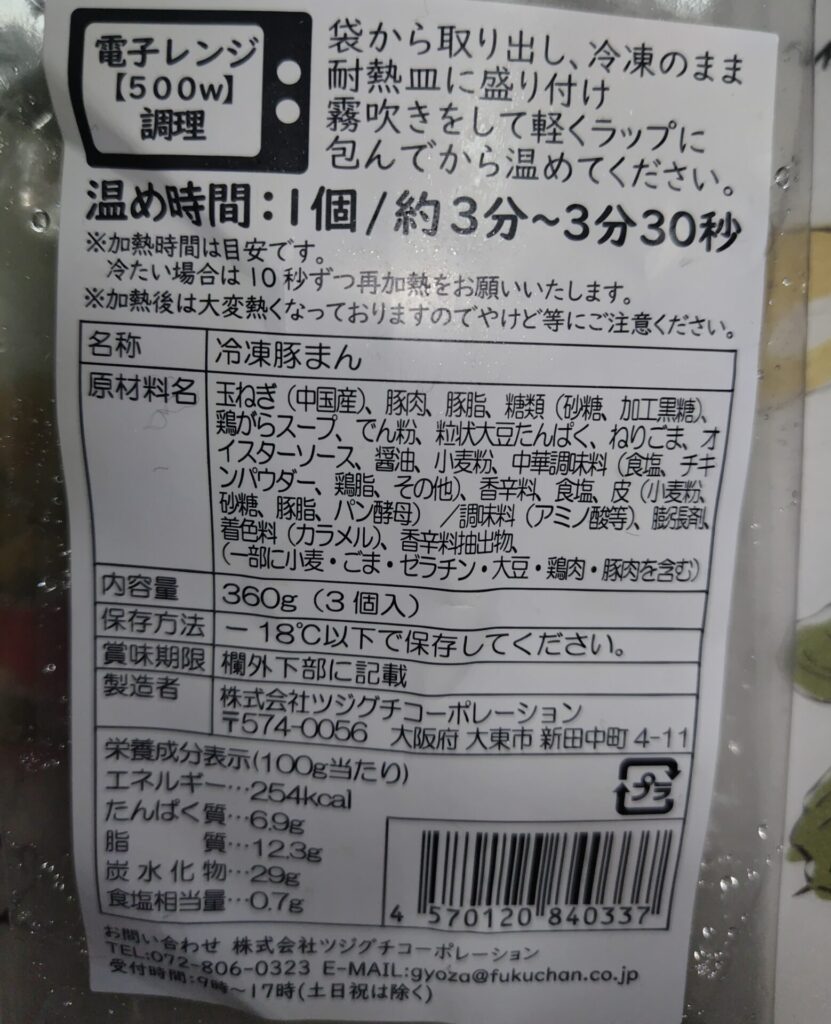 電子レンジ
【500w】
調理
袋から取り出し、冷凍のまま
耐熱皿に盛り付け
霧吹きをして軽くラップに
包んでから温めてください。
温め時間:1個/約3分~3分30秒
※加熱時間は目安です。
冷たい場合は10秒ずつ再加熱をお願いいたします。
※加熱後は大変熱くなっておりますのでやけど等にご注意ください。
名称 冷凍豚まん
原材料名 玉ねぎ(中国産)、豚肉、豚脂、糖類(砂糖、加工黒糖)、
鶏がらスープ、でん粉、粒状大豆たんぱく、ねりごま、オ
イスターソース、醤油、小麦粉、中華調味料(食塩、チキ
ンパウダー、鶏脂、その他)、香辛料、食塩、皮(小麦粉、
砂糖、豚脂、パン酵母)/調味料(アミノ酸等)、膨張剤、
着色料(カラメル)、香辛料抽出物、
(一部に小麦・ごま・ゼラチン・大豆・鶏肉・豚肉を含む)
内容量 360g(3個入)
保存方法 -18℃以下で保存してください。
賞味期限 欄外下部に記載
製造者 株式会社ツジグチコーポレーション
〒574-0056 大阪府 大東市 新田中町 4-11
栄養成分表示(100g当たり)
エネルギー…254kcal
たんぱく質…6.9g
脂質…12.3g
炭水化物…29g
食塩相当量…0.7g
プラ
4 570120 840337
お問い合わせ 株式会社ツジグチコーポレーション
TEL:072-806-0323 E-MAIL:gyoza@fukuchan.co.jp
受付時間:9時~17時(土日祝は除く)